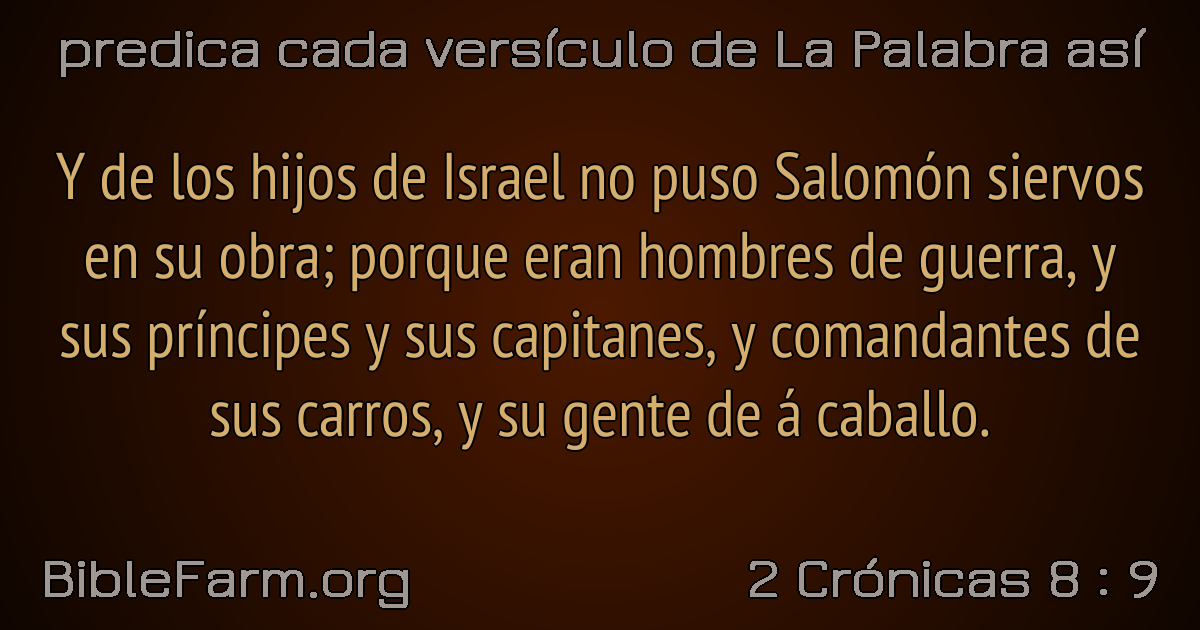 predica cada versículo de La Palabra así
Y de los hijos de Israel no puso Salomón siervos
en su obra; porque eran hombres de guerra, y
sus príncipes y sus capitanes, y comandantes de
sus carros, y su gente de á caballo.
BibleFarm.org
2 Crónicas 8 : 9